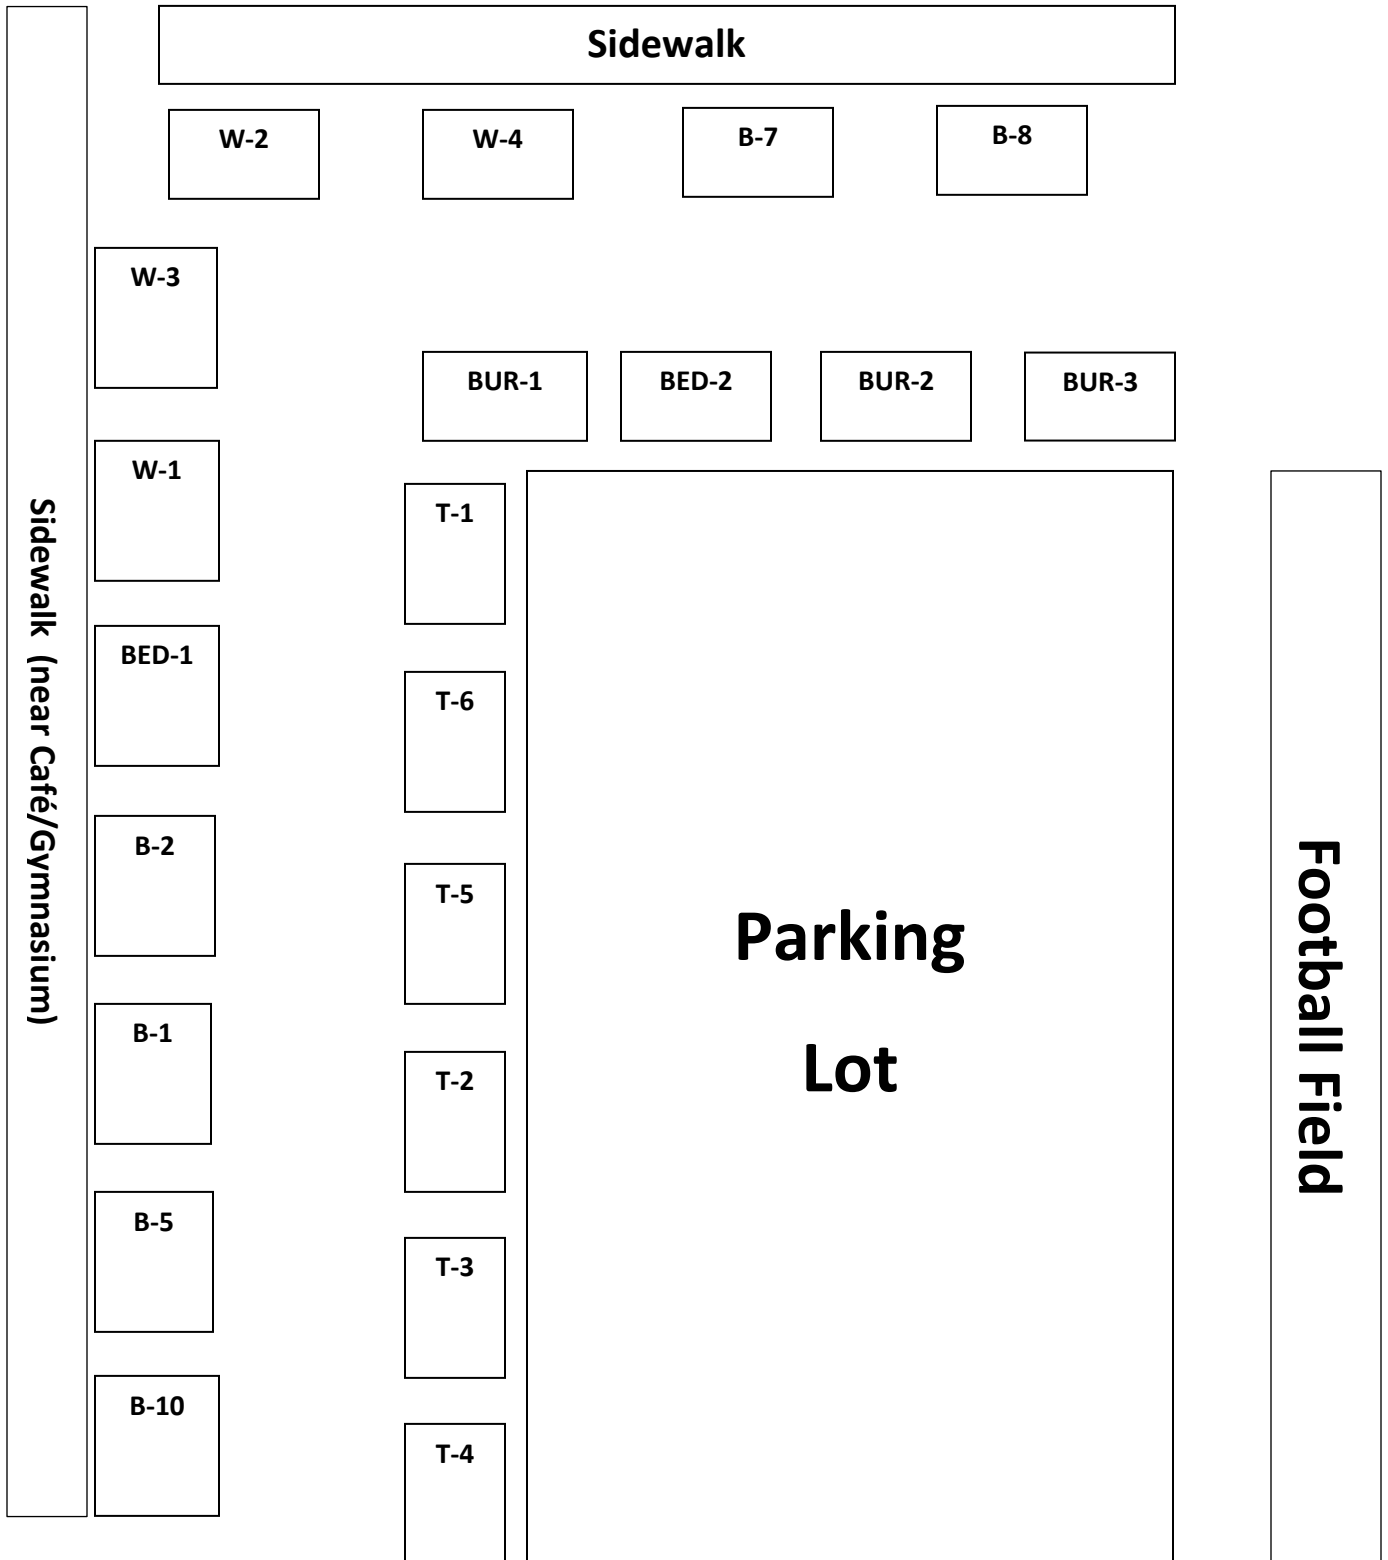 Sidewalk
W-2
W-4
B-7
B-8
W-3
BUR-1
BED-2
BUR-2
BUR-3
W-1
T-1
Sidewalk (near Café/Gymnasium)
BED-1
T-6
B-2
T-5
Parking
Lot
Football Field
B-1
T-2
B-5
T-3
B-10
T-4